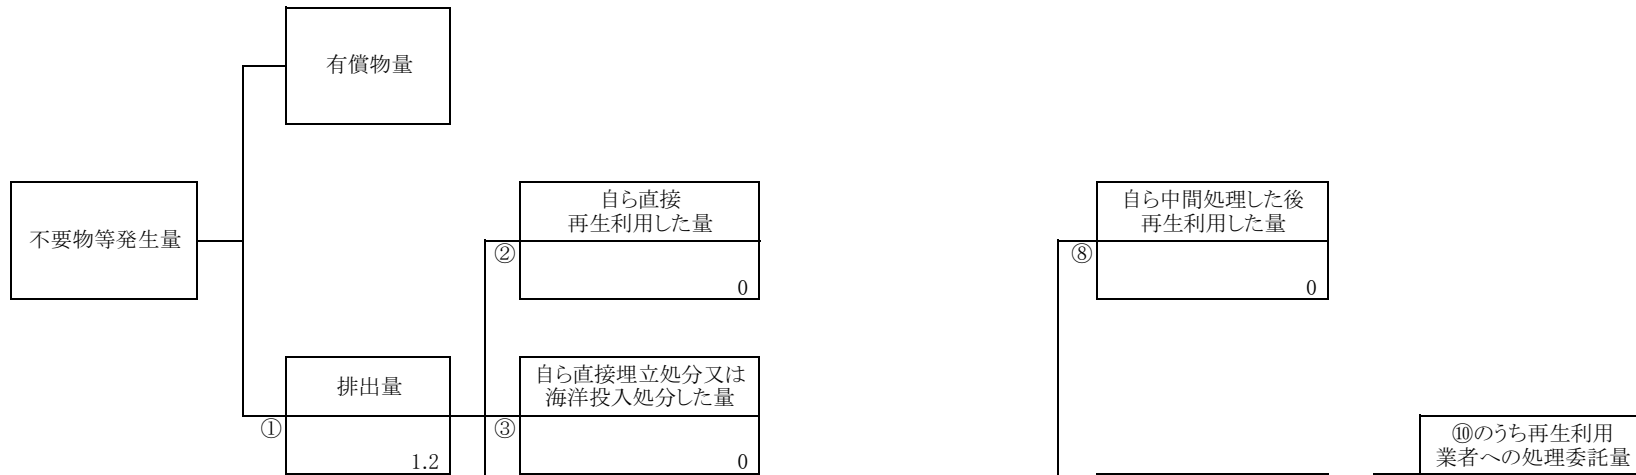 有償物量
不要物等発生量
自ら直接
再生利用した量
②
0
自ら中間処理した後
再生利用した量
⑧
0
排出量
①
1.2
自ら直接埋立処分又は
海洋投入処分した量
③
0
⑩のうち再生利用
業者への処理委託量